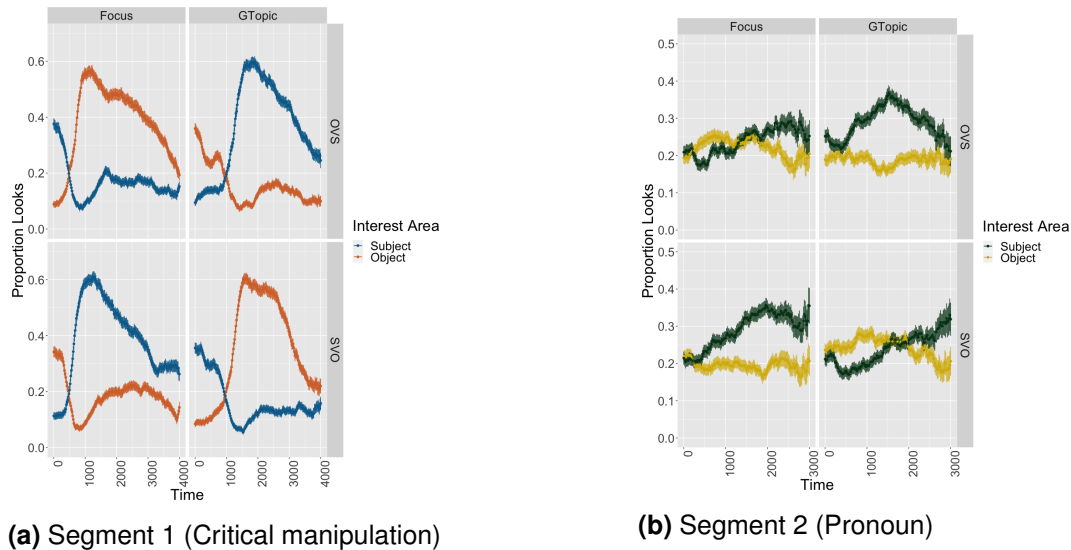 Focus GTopic
0.6
0.4
0.2
0.0
OVS
0.6
0.4
0.2
0.0
SVO
Proportion Looks
0 1000 2000 3000 4000 0 1000 2000 3000 4000
Time
Interest Area
Subject
Object
(a) Segment 1 (Critical manipulation)
Focus GTopic
0.5
0.4
0.3
0.2
0.1
0.0
OVS
0.5
0.4
0.3
0.2
0.1
0.0
SVO
Proportion Looks
0 1000 2000 3000 0 1000 2000 3000
Time
Interest Area
Subject
Object
(b) Segment 2 (Pronoun)